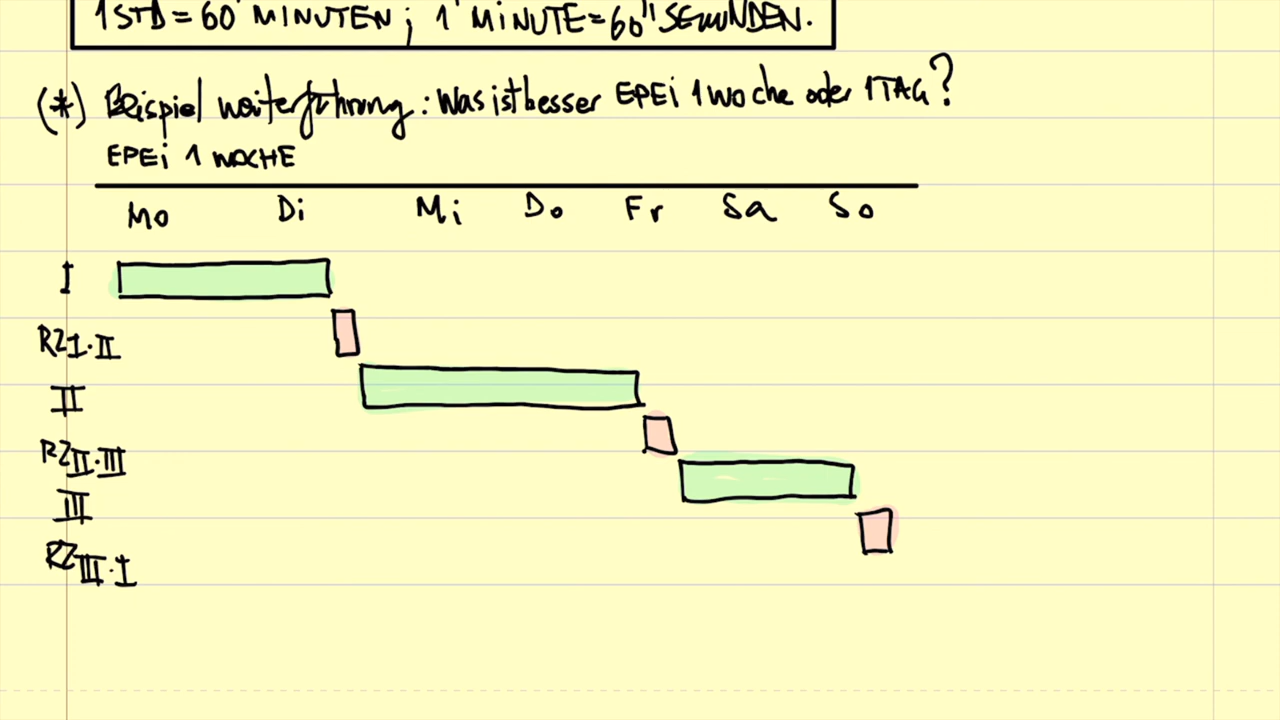 1 STD = 60' MINUTEN ; 1' MINUTE = 60'' SEKUNDEN.
(*) Beispiel weiterführung : Was ist besser EPEi 1 woche oder 1 TAG ?
EPEi 1 WOCHE
Mo Di Mi Do Fr Sa So
I
RZ I·II
II
RZ II·III
III
RZ III·I